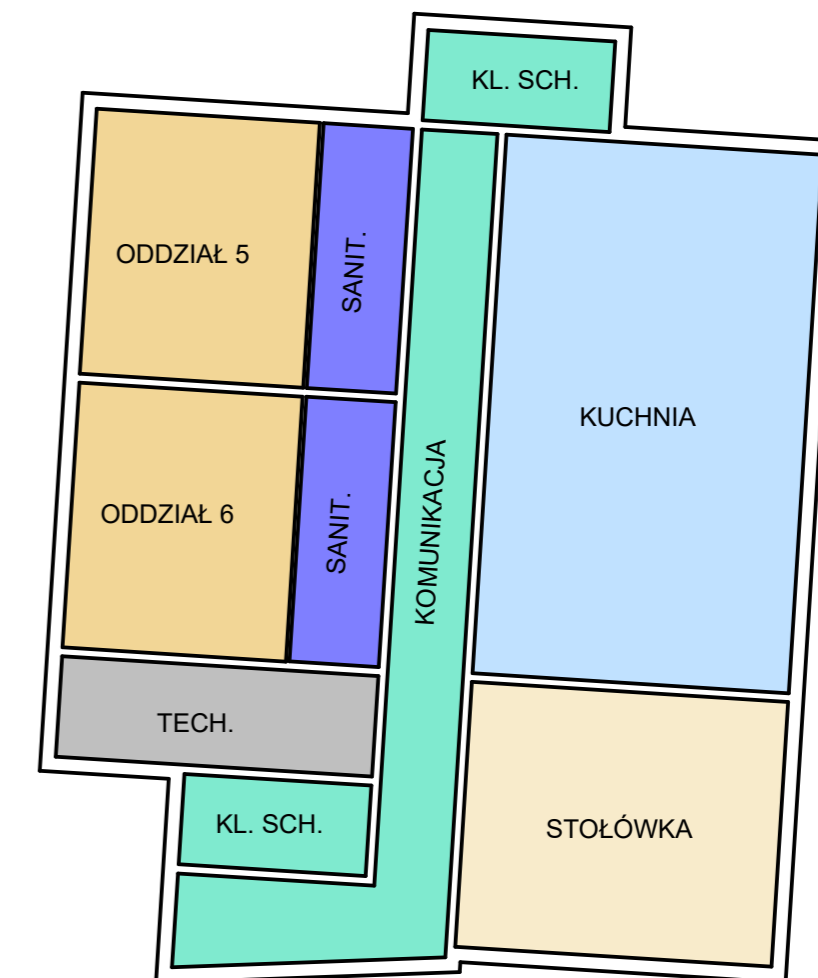 KL. SCH.
ODDZIAŁ 5
SANIT.
KUCHNIA
ODDZIAŁ 6
SANIT.
KOMUNIKACJA
TECH.
KL. SCH.
STOŁÓWKA